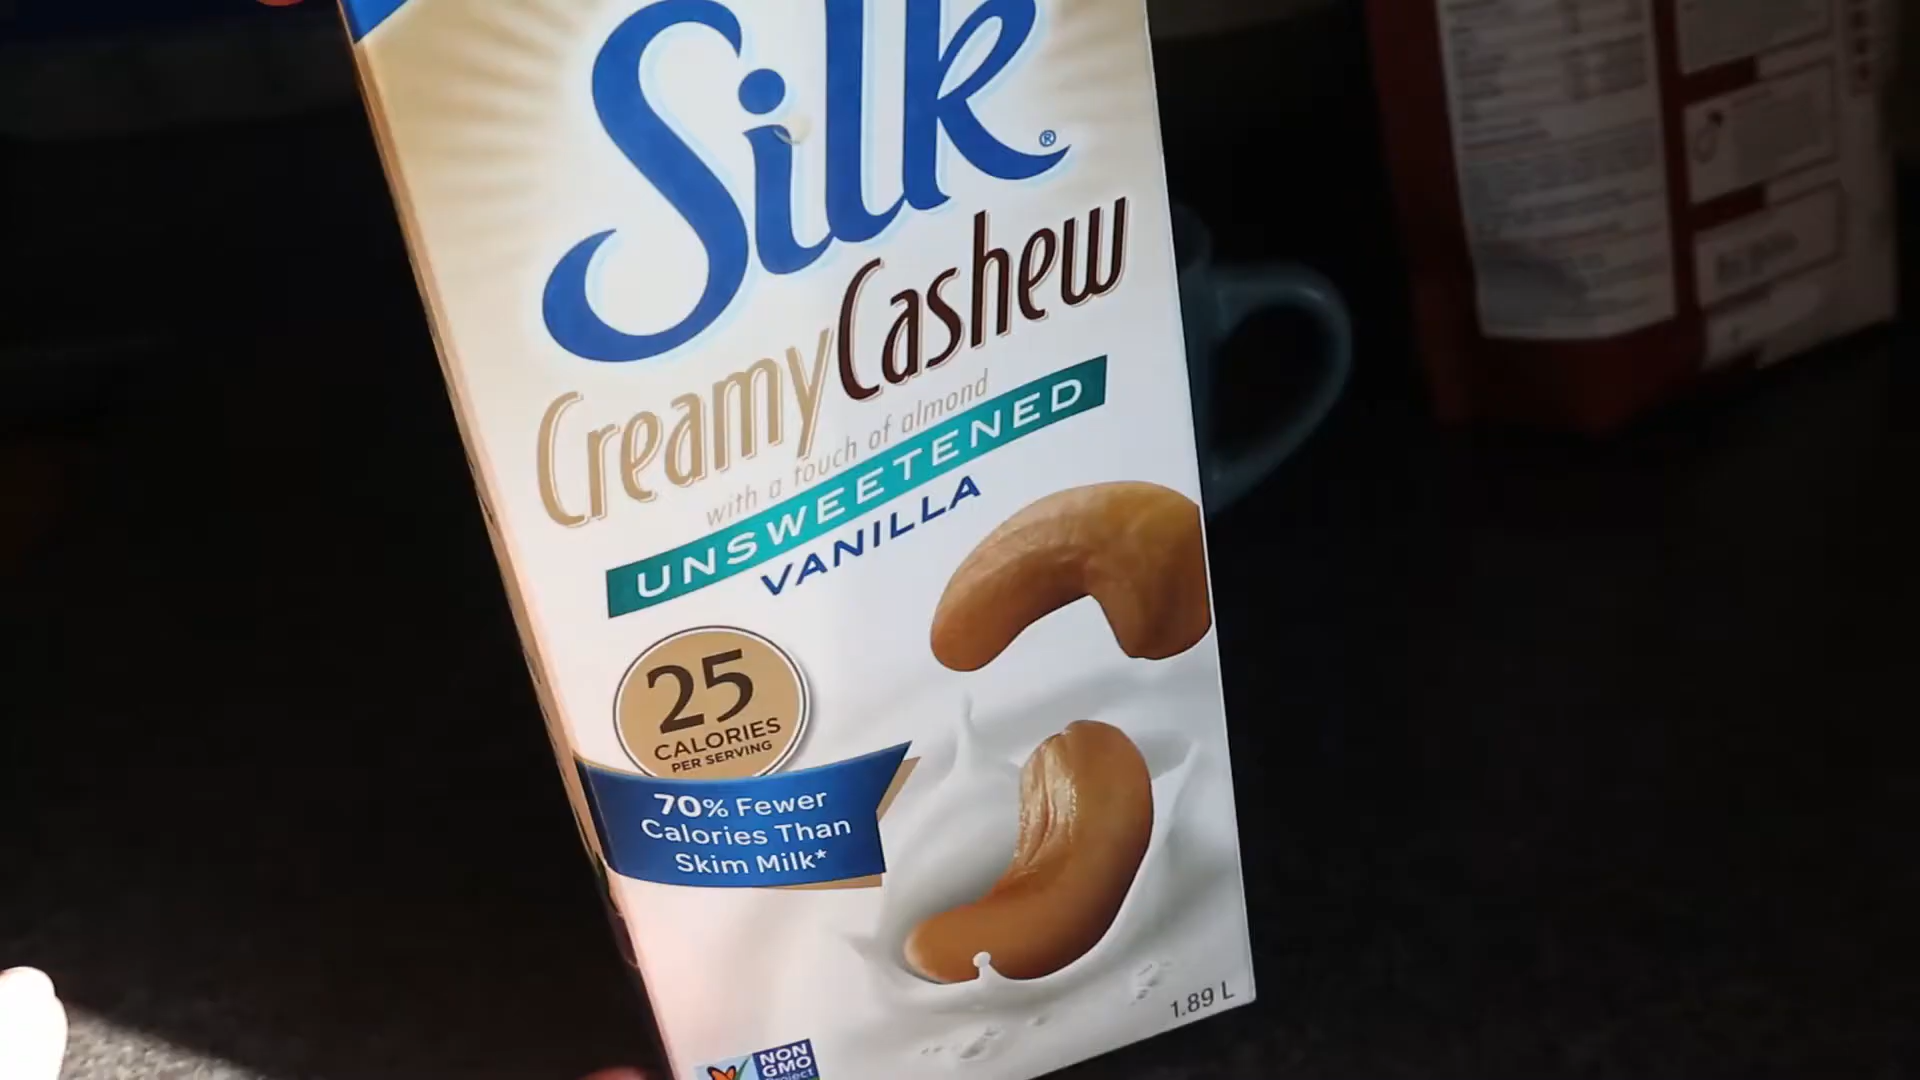 Silk®
Creamy Cashew
with a touch of almond
UNSWEETENED
VANILLA
25
CALORIES
PER SERVING
70% Fewer
Calories Than
Skim Milk*
1.89 L
NON
GMO
Project